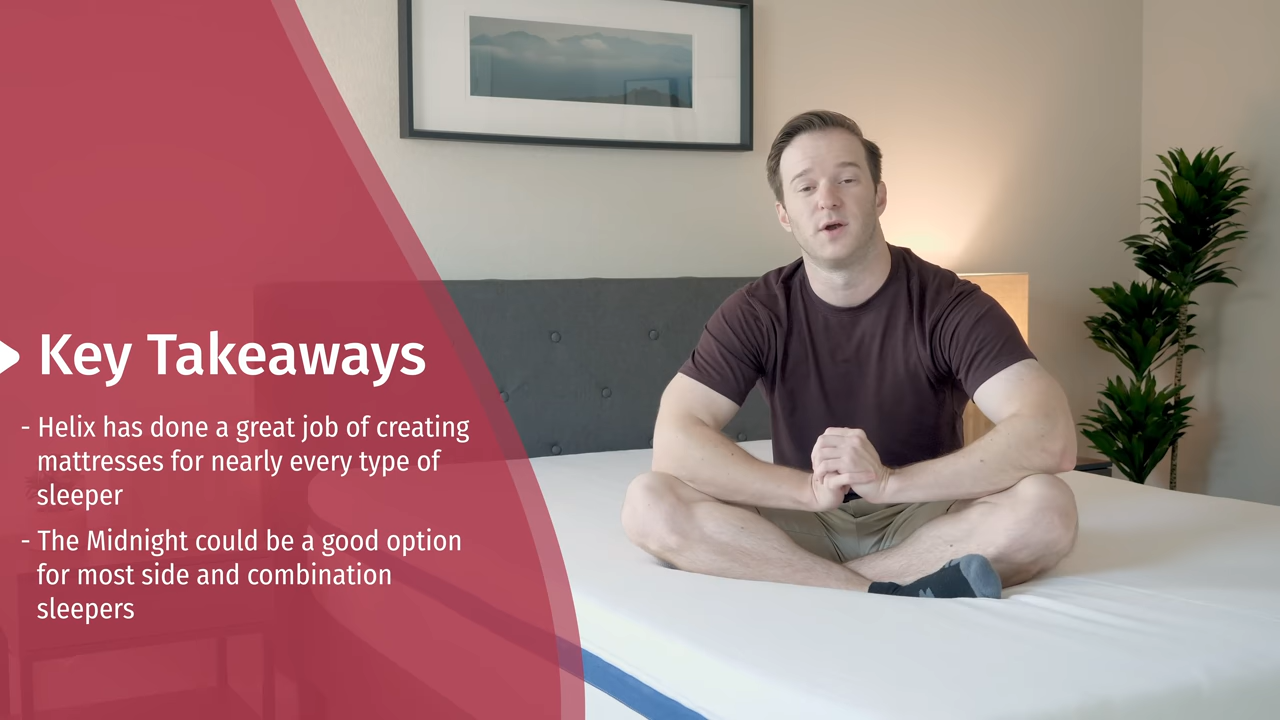 Key Takeaways
- Helix has done a great job of creating
mattresses for nearly every type of
sleeper
- The Midnight could be a good option
for most side and combination
sleepers